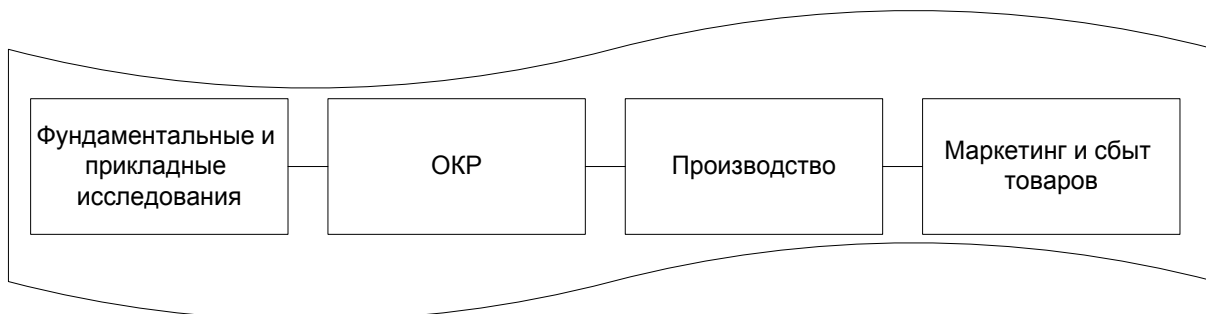 Фундаментальные и
прикладные
исследования
ОКР
Производство
Маркетинг и сбыт
товаров